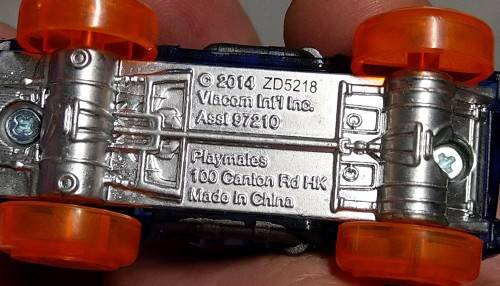 © 2014 ZD5218
Viacom Int'l Inc.
Asst 97210
Playmates
100 Canton Rd HK
Made in China